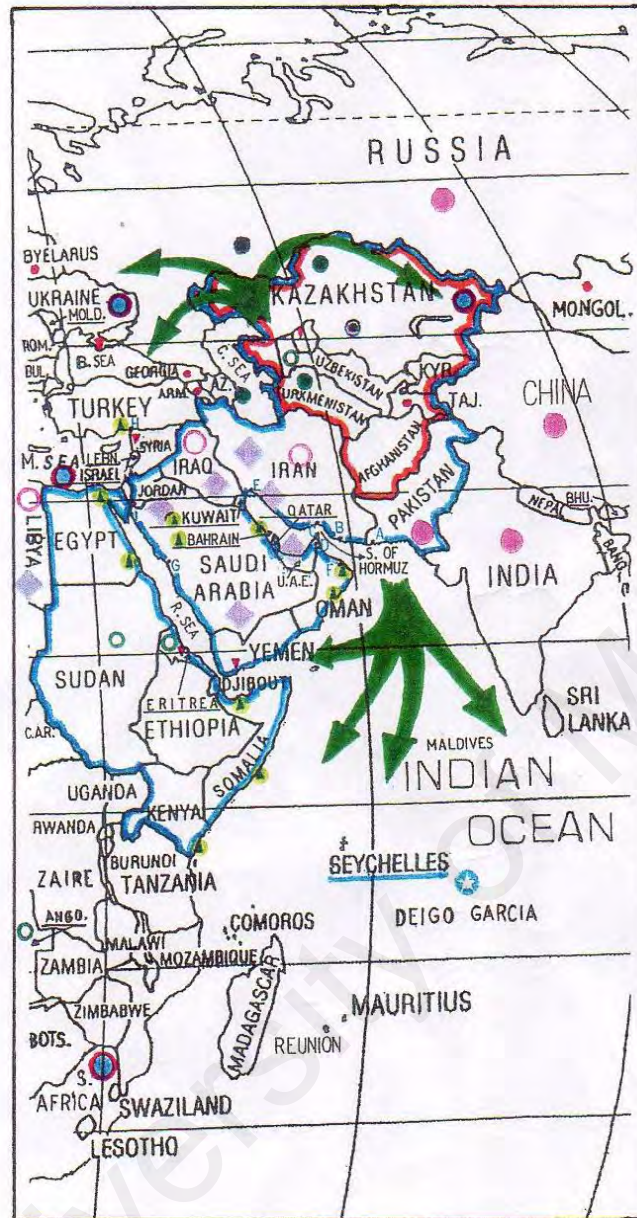 RUSSIA
BYELARUS
UKRAINE
MOLD.
KAZAKHSTAN
MONGOL.
ROM.
B.SEA
BUL.
GEORGIA
C. SEA
UZBEKISTAN
KYR.
ARM.
AZ.
URKMENISTAN
TAJ.
CHINA
TURKEY
SYRIA
M. SEA
LEBN.
ISRAEL
IRAQ
IRAN
AFGHANISTAN
JORDAN
E
PAKISTAN
NEPAL
BHU.
BANG.
LIBYA
EGYPT
KUWAIT
QATAR
B
A
BAHRAIN
D
S. OF
HORMUZ
G
SAUDI
ARABIA
U.A.E.
F
INDIA
R. SEA
OMAN
SUDAN
YEMEN
DJIBOUTI
ERITREA
C.AR.
ETHIOPIA
SRI
LANKA
MALDIVES
SOMALIA
INDIAN
OCEAN
UGANDA
KENYA
RWANDA
BURUNDI
ZAIRE
TANZANIA
SEYCHELLES
ANGO.
COMOROS
DEIGO GARCIA
MALAWI
ZAMBIA
MOZAMBIQUE
ZIMBABWE
MADAGASCAR
MAURITIUS
BOTS.
REUNION
S.
AFRICA
SWAZILAND
LESOTHO